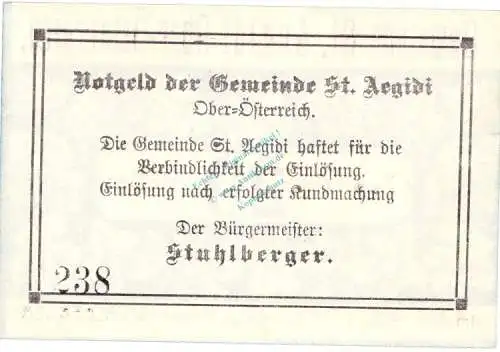 Notgeld der Gemeinde St. Aegidi
Ober=Österreich.
Die Gemeinde St. Aegidi haftet für die
Verbindlichkeit der Einlösung.
Einlösung nach erfolgter Kundmachung
Der Bürgermeister:
Stuhlberger.
238